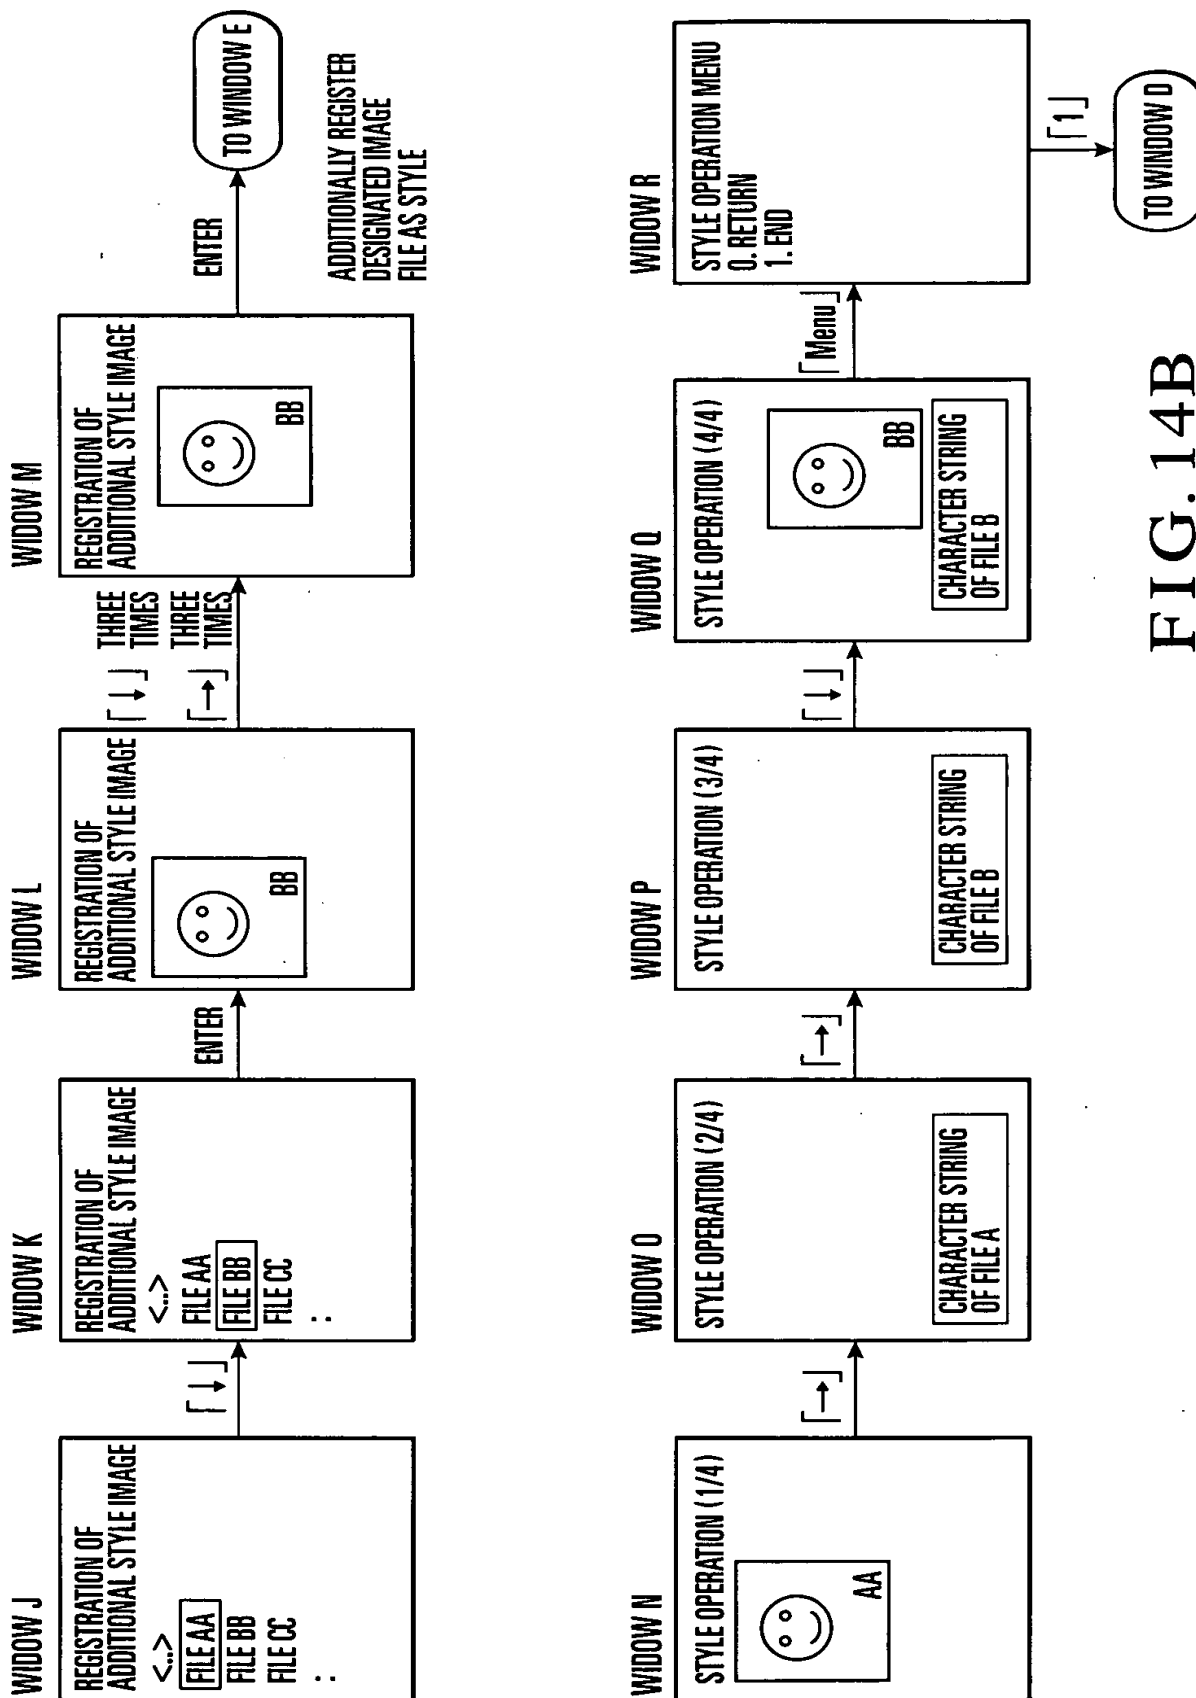 WIDOW J
REGISTRATION OF
ADDITIONAL STYLE IMAGE
<...>
FILE AA
FILE BB
FILE CC
:
「↓」
WIDOW K
REGISTRATION OF
ADDITIONAL STYLE IMAGE
<...>
FILE AA
FILE BB
FILE CC
:
ENTER
WIDOW L
REGISTRATION OF
ADDITIONAL STYLE IMAGE
BB
「↓」 THREE
TIMES
「→」 THREE
TIMES
WIDOW M
REGISTRATION OF
ADDITIONAL STYLE IMAGE
BB
ENTER
TO WINDOW E
ADDITIONALLY REGISTER
DESIGNATED IMAGE
FILE AS STYLE
WIDOW N
STYLE OPERATION (1/4)
AA
「→」
WIDOW O
STYLE OPERATION (2/4)
CHARACTER STRING
OF FILE A
「→」
WIDOW P
STYLE OPERATION (3/4)
CHARACTER STRING
OF FILE B
「↓」
WIDOW Q
STYLE OPERATION (4/4)
BB
CHARACTER STRING
OF FILE B
「Menu」
WIDOW R
STYLE OPERATION MENU
0. RETURN
1. END
「1」
TO WINDOW D
FIG. 14B